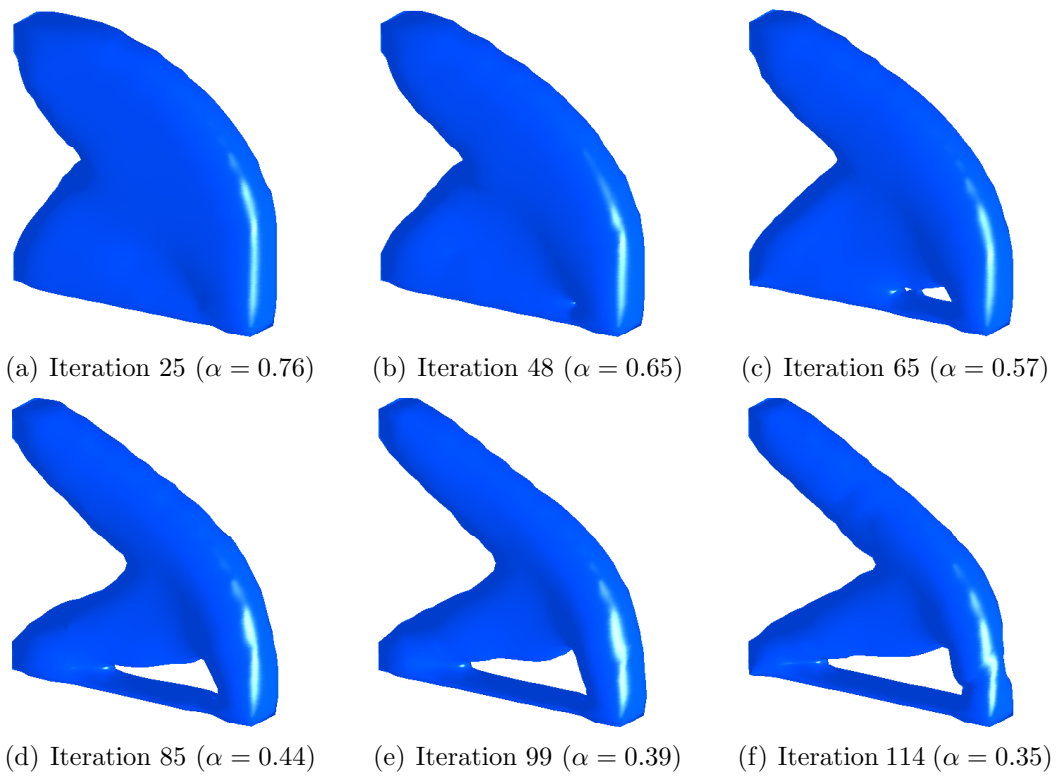 (a) Iteration 25 (α = 0.76)
(b) Iteration 48 (α = 0.65)
(c) Iteration 65 (α = 0.57)
(d) Iteration 85 (α = 0.44)
(e) Iteration 99 (α = 0.39)
(f) Iteration 114 (α = 0.35)